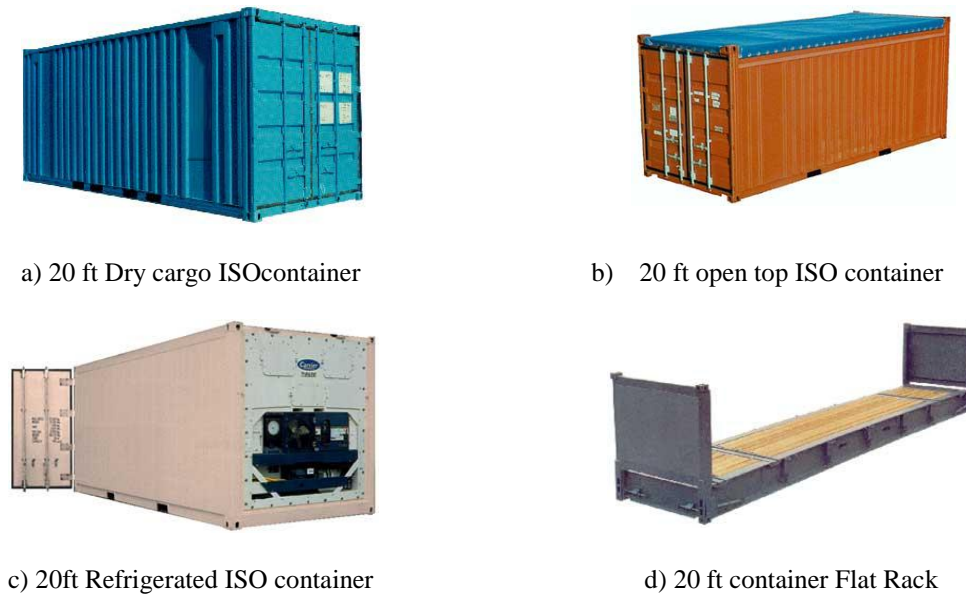 a) 20 ft Dry cargo ISOcontainer
b) 20 ft open top ISO container
Carrier
c) 20ft Refrigerated ISO container
d) 20 ft container Flat Rack